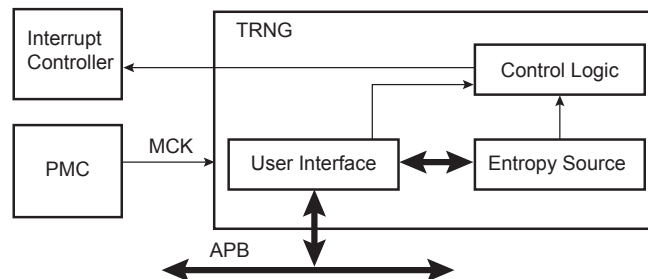 Interrupt
Controller
TRNG
Control Logic
PMC
MCK
User Interface
Entropy Source
APB